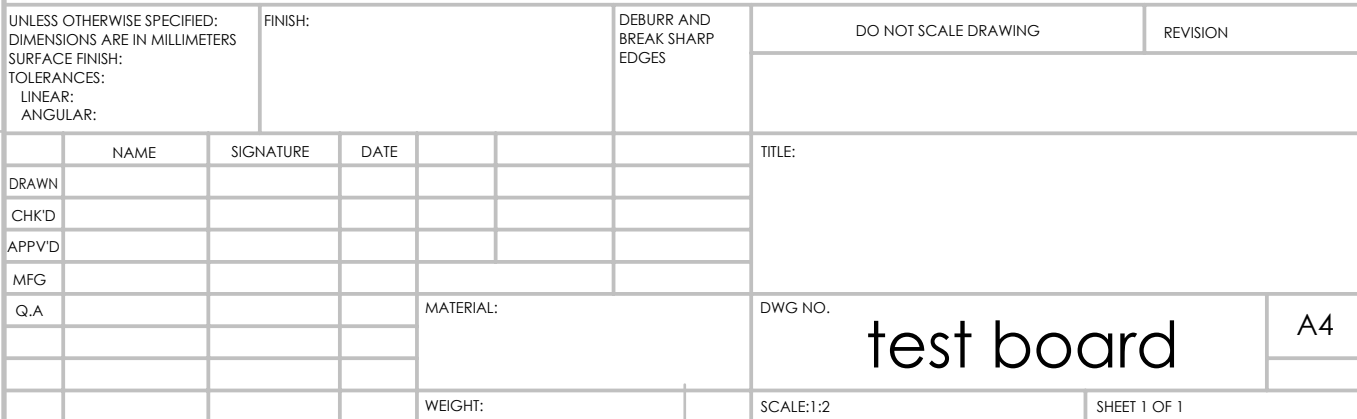 UNLESS OTHERWISE SPECIFIED:
DIMENSIONS ARE IN MILLIMETERS
SURFACE FINISH:
TOLERANCES:
LINEAR:
ANGULAR:
FINISH:
DEBURR AND
BREAK SHARP
EDGES
DO NOT SCALE DRAWING
REVISION
NAME SIGNATURE DATE
DRAWN
CHK'D
APPV'D
MFG
Q.A
TITLE:
MATERIAL:
DWG NO.
test board
A4
WEIGHT:
SCALE:1:2
SHEET 1 OF 1